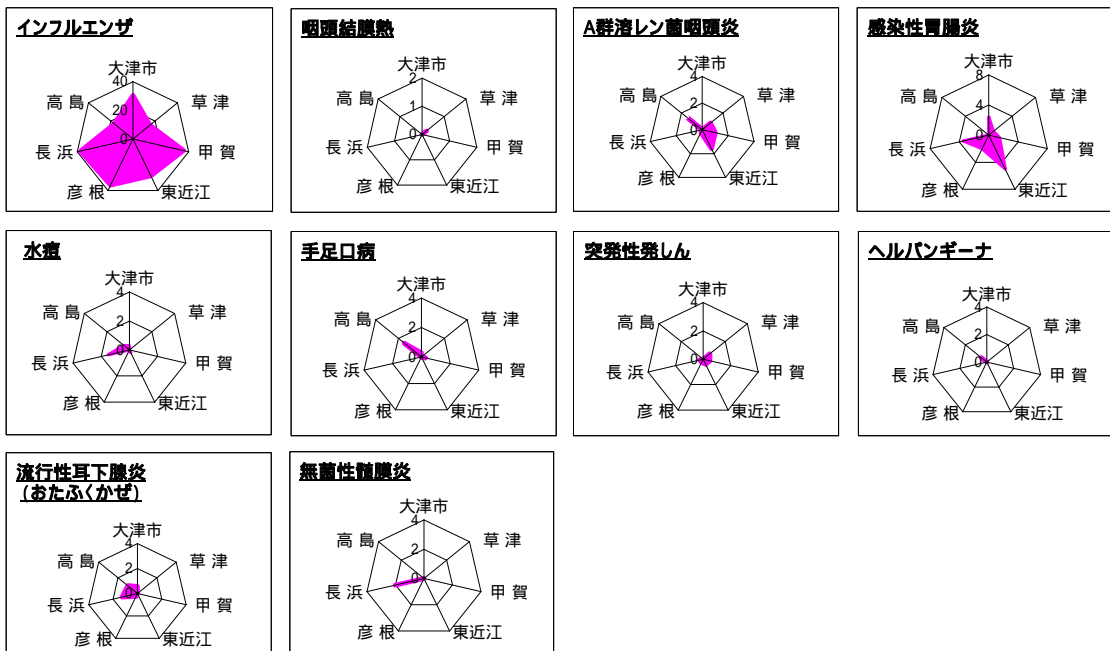 インフルエンザ
大津市
40
20
0
高 島
草 津
長 浜
甲 賀
彦 根
東近江
咽頭結膜熱
大津市
2
1
0
高 島
草 津
長 浜
甲 賀
彦 根
東近江
A群溶レン菌咽頭炎
大津市
4
2
0
高 島
草 津
長 浜
甲 賀
彦 根
東近江
感染性胃腸炎
大津市
8
4
0
高 島
草 津
長 浜
甲 賀
彦 根
東近江
水痘
大津市
4
2
0
高 島
草 津
長 浜
甲 賀
彦 根
東近江
手足口病
大津市
4
2
0
高 島
草 津
長 浜
甲 賀
彦 根
東近江
突発性発しん
大津市
4
2
0
高 島
草 津
長 浜
甲 賀
彦 根
東近江
ヘルパンギーナ
大津市
4
2
0
高 島
草 津
長 浜
甲 賀
彦 根
東近江
流行性耳下腺炎
(おたふくかぜ)
大津市
4
2
0
高 島
草 津
長 浜
甲 賀
彦 根
東近江
無菌性髄膜炎
大津市
4
2
0
高 島
草 津
長 浜
甲 賀
彦 根
東近江